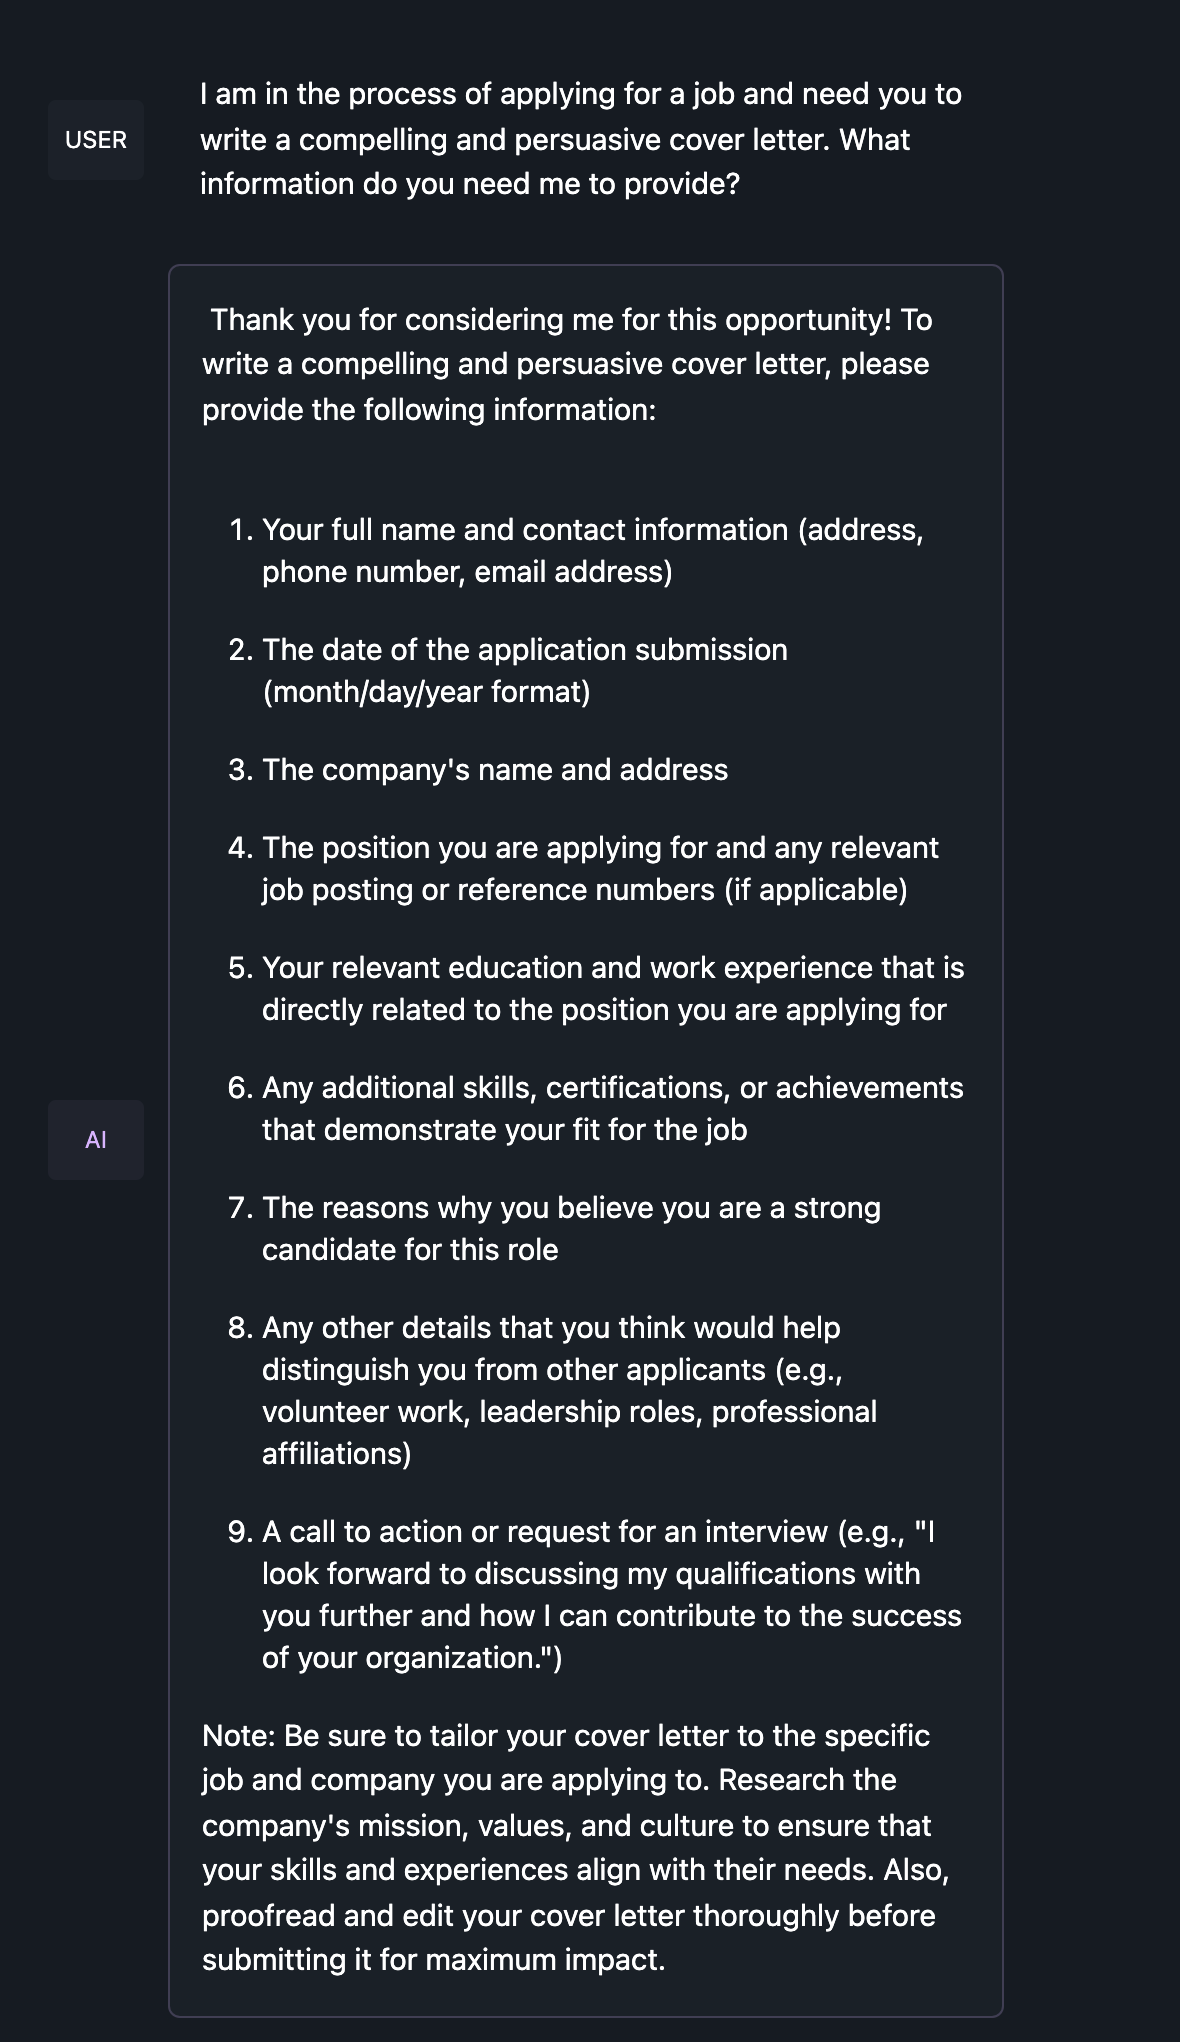 I am in the process of applying for a job and need you to
USER
write a compelling and persuasive cover letter. What
information do you need me to provide?
Thank you for considering me for this opportunity! To
write a compelling and persuasive cover letter, please
provide the following information:
1. Your full name and contact information (address,
phone number, email address)
2. The date of the application submission
(month/day/year format)
3. The company's name and address
4. The position you are applying for and any relevant
job posting or reference numbers (if applicable)
5. Your relevant education and work experience that is
directly related to the position you are applying for
6. Any additional skills, certifications, or achievements
that demonstrate your fit for the job
AI
7. The reasons why you believe you are a strong
candidate for this role
8. Any other details that you think would help
distinguish you from other applicants (e.g.,
volunteer work, leadership roles, professional
affiliations)
9. A call to action or request for an interview (e.g., "I
look forward to discussing my qualifications with
you further and how I can contribute to the success
of your organization.")
Note: Be sure to tailor your cover letter to the specific
job and company you are applying to. Research the
company's mission, values, and culture to ensure that
your skills and experiences align with their needs. Also,
proofread and edit your cover letter thoroughly before
submitting it for maximum impact.